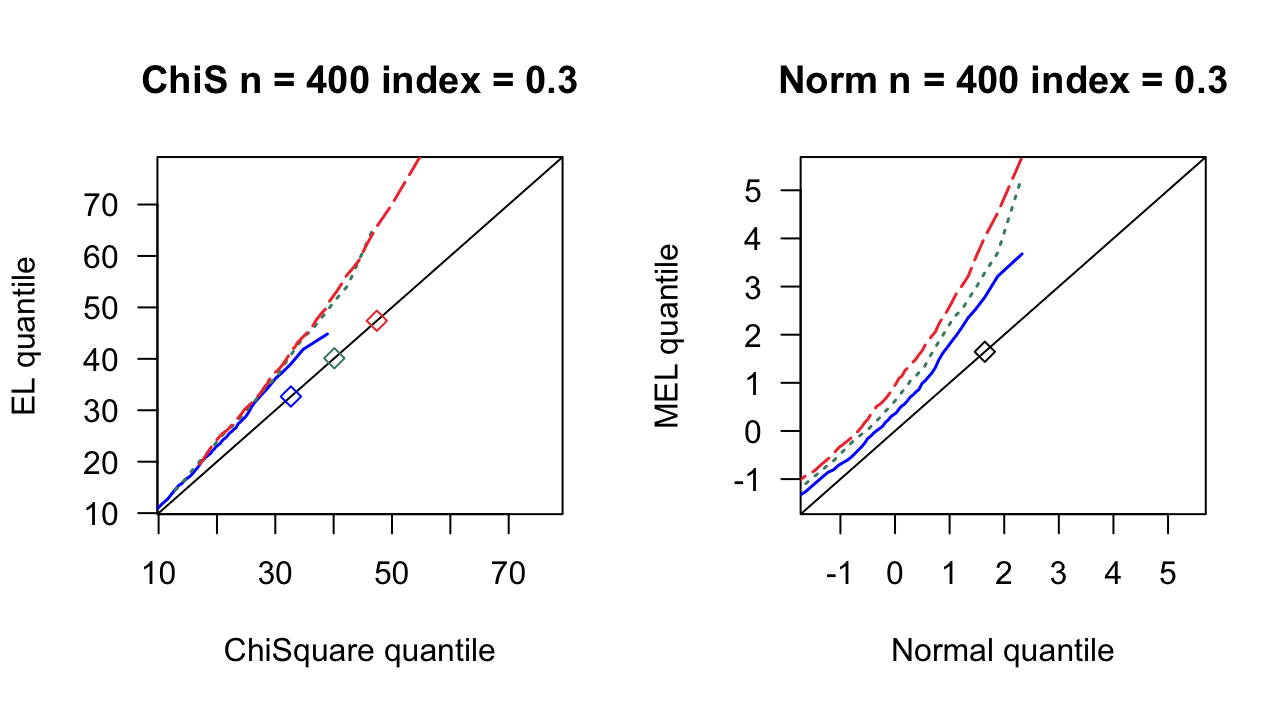 ChiS n = 400 index = 0.3
EL quantile
70
60
50
40
30
20
10
10 30 50 70
ChiSquare quantile
Norm n = 400 index = 0.3
MEL quantile
5
4
3
2
1
0
-1
-1 0 1 2 3 4 5
Normal quantile